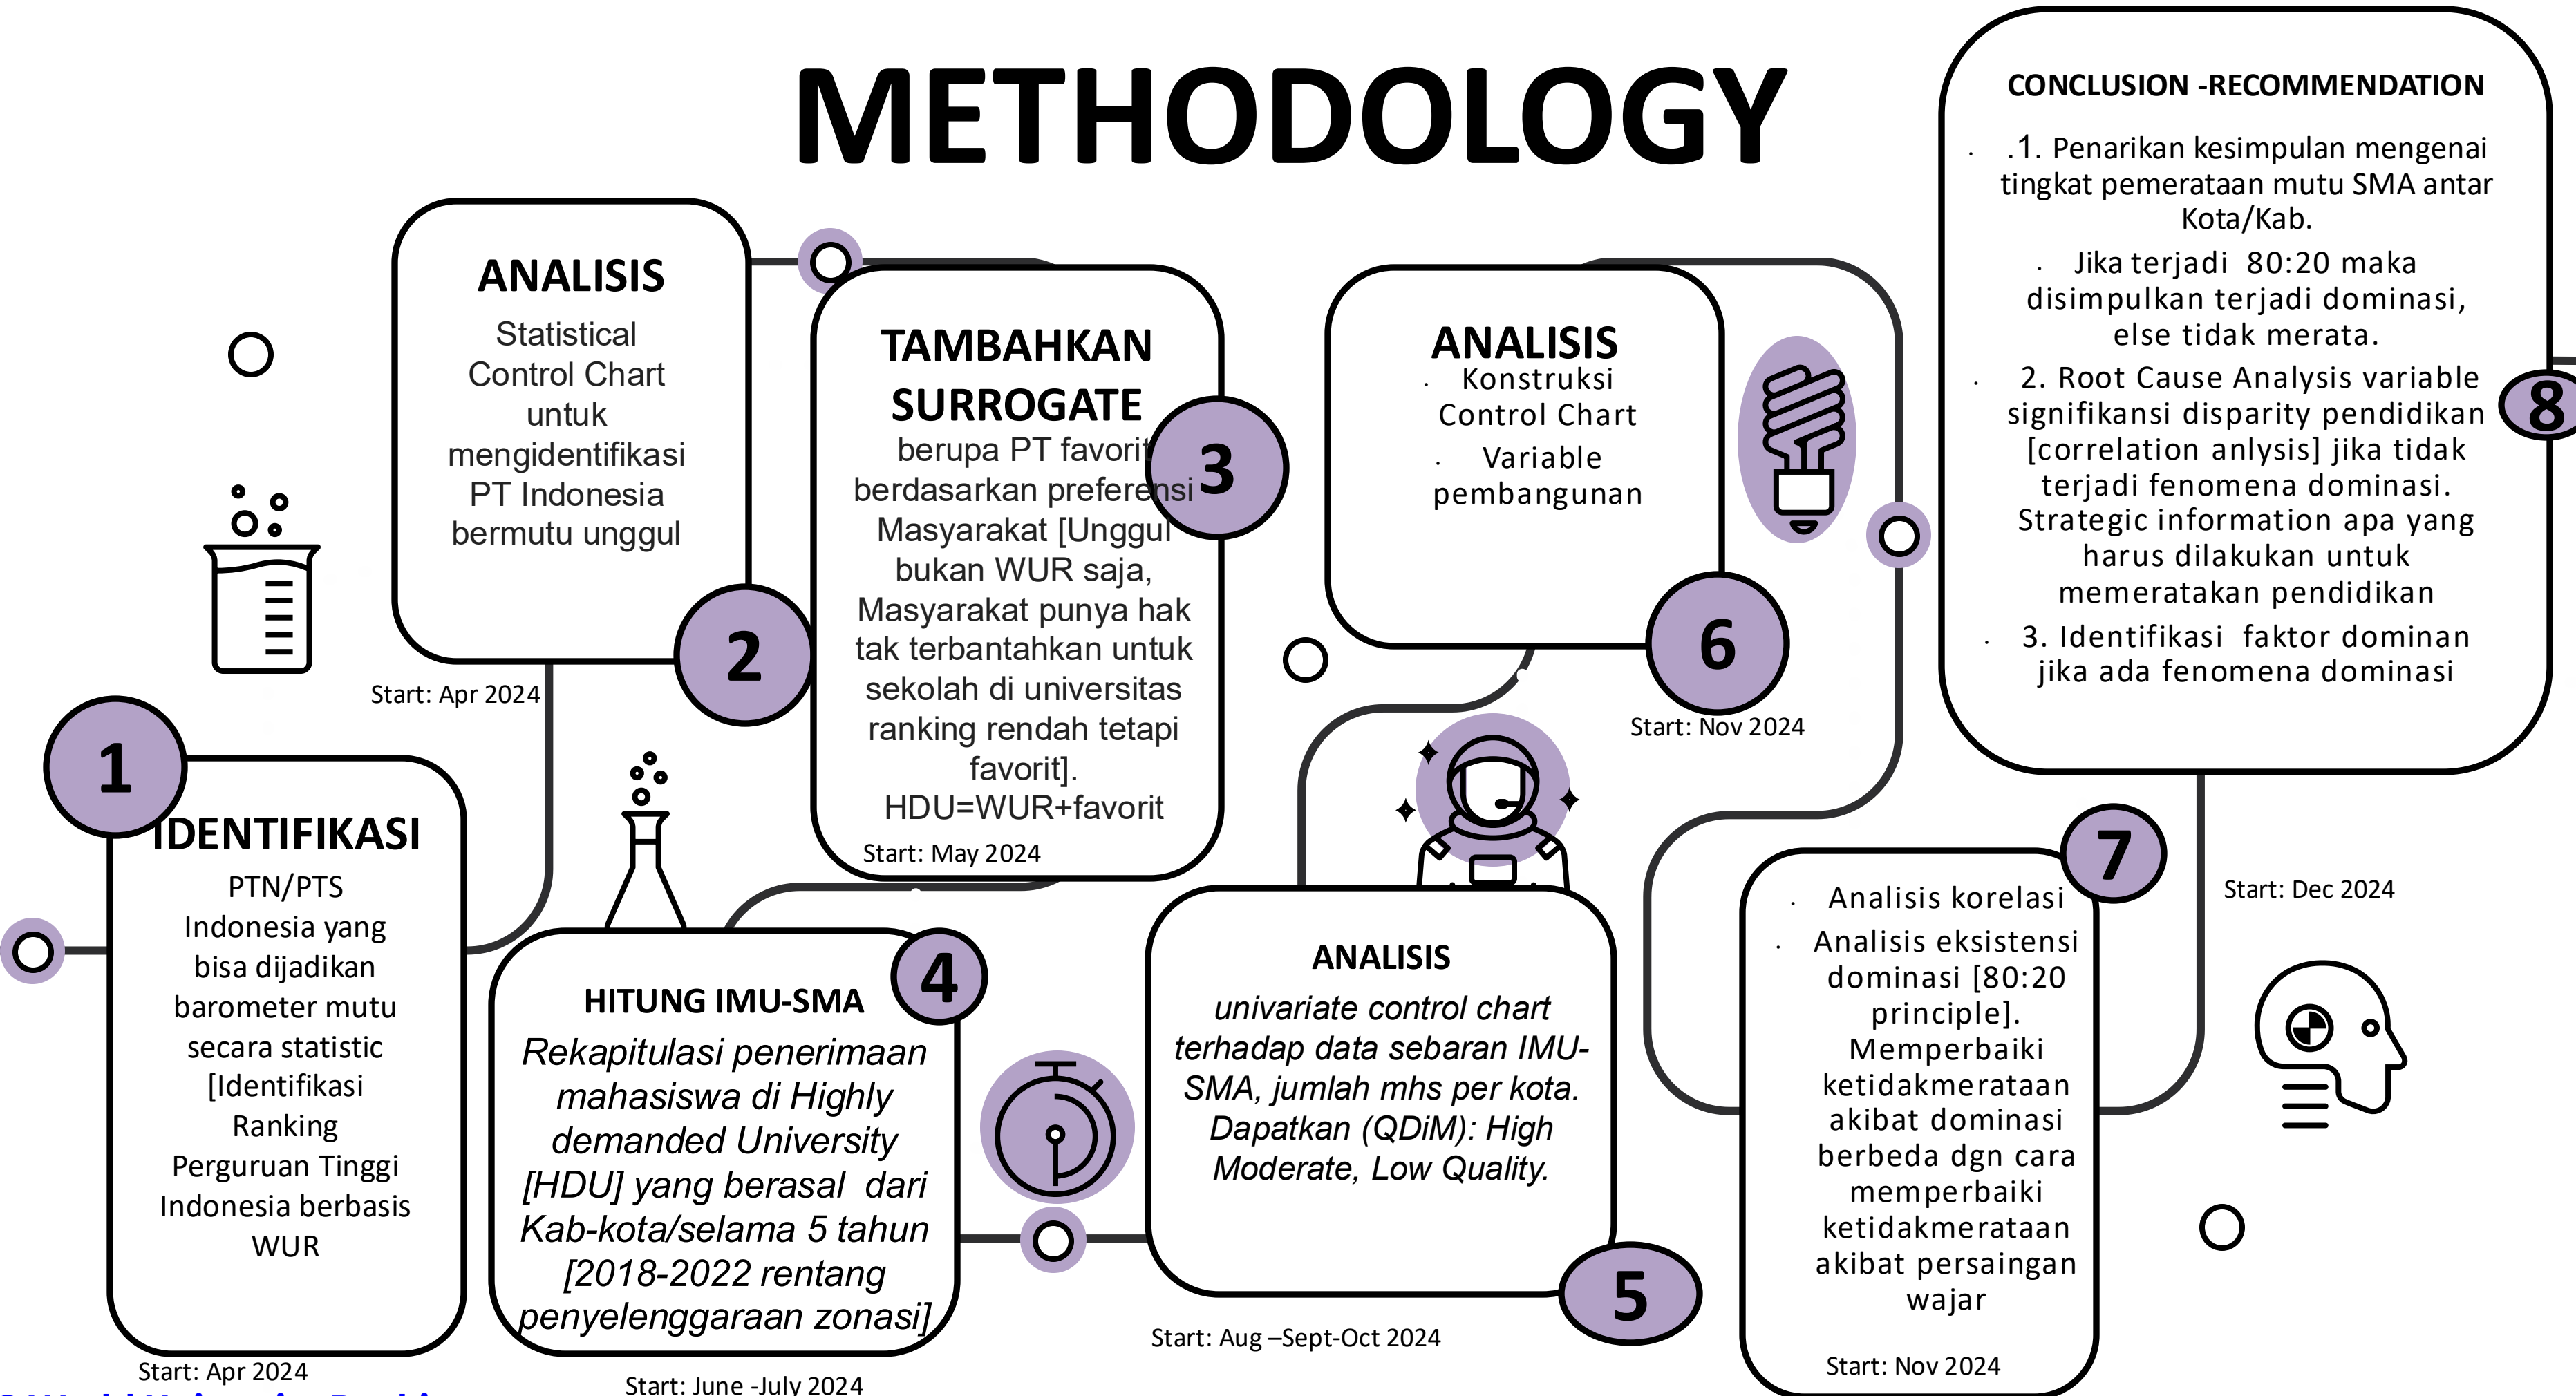 METHODOLOGY
1
IDENTIFIKASI
PTN/PTS
Indonesia yang
bisa dijadikan
barometer mutu
secara statistic
[Identifikasi
Ranking
Perguruan Tinggi
Indonesia berbasis
WUR
Start: Apr 2024
ANALISIS
Statistical
Control Chart
untuk
mengidentifikasi
PT Indonesia
bermutu unggul
2
Start: Apr 2024
TAMBAHKAN
SURROGATE
berupa PT favorit
berdasarkan preferensi
Masyarakat [Unggul
bukan WUR saja,
Masyarakat punya hak
tak terbantahkan untuk
sekolah di universitas
ranking rendah tetapi
favorit].
HDU=WUR+favorit
3
Start: May 2024
HITUNG IMU-SMA
4
Rekapitulasi penerimaan
mahasiswa di Highly
demanded University
[HDU] yang berasal dari
Kab-kota/selama 5 tahun
[2018-2022 rentang
penyelenggaraan zonasi]
Start: June -July 2024
ANALISIS
univariate control chart
terhadap data sebaran IMU-
SMA, jumlah mhs per kota.
Dapatkan (QDiM): High
Moderate, Low Quality.
5
Start: Aug –Sept-Oct 2024
ANALISIS
· Konstruksi
Control Chart
· Variable
pembangunan
6
Start: Nov 2024
7
· Analisis korelasi
· Analisis eksistensi
dominasi [80:20
principle].
Memperbaiki
ketidakmerataan
akibat dominasi
berbeda dgn cara
memperbaiki
ketidakmerataan
akibat persaingan
wajar
Start: Nov 2024
CONCLUSION -RECOMMENDATION
· .1. Penarikan kesimpulan mengenai
tingkat pemerataan mutu SMA antar
Kota/Kab.
· Jika terjadi 80:20 maka
disimpulkan terjadi dominasi,
else tidak merata.
· 2. Root Cause Analysis variable
signifikansi disparity pendidikan
[correlation anlysis] jika tidak
terjadi fenomena dominasi.
Strategic information apa yang
harus dilakukan untuk
memeratakan pendidikan
· 3. Identifikasi faktor dominan
jika ada fenomena dominasi
8
Start: Dec 2024